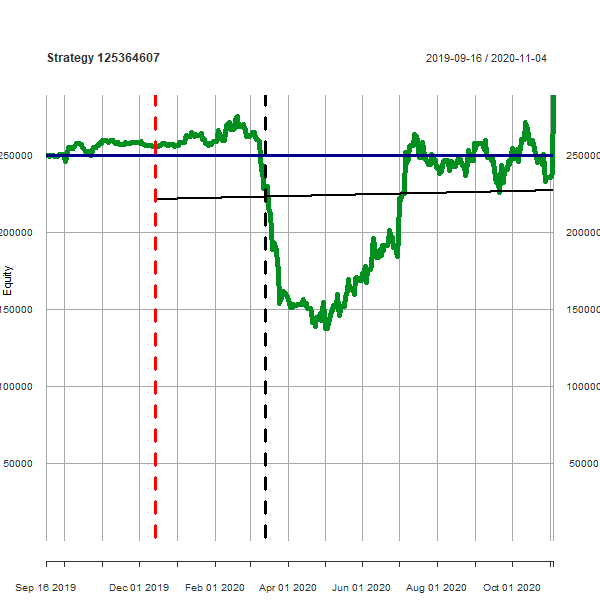 Strategy 125364607
2019-09-16 / 2020-11-04
250000
250000
200000
200000
Equity
150000
150000
100000
100000
50000
50000
Sep 16 2019
Dec 01 2019
Feb 01 2020
Apr 01 2020
Jun 01 2020
Aug 01 2020
Oct 01 2020